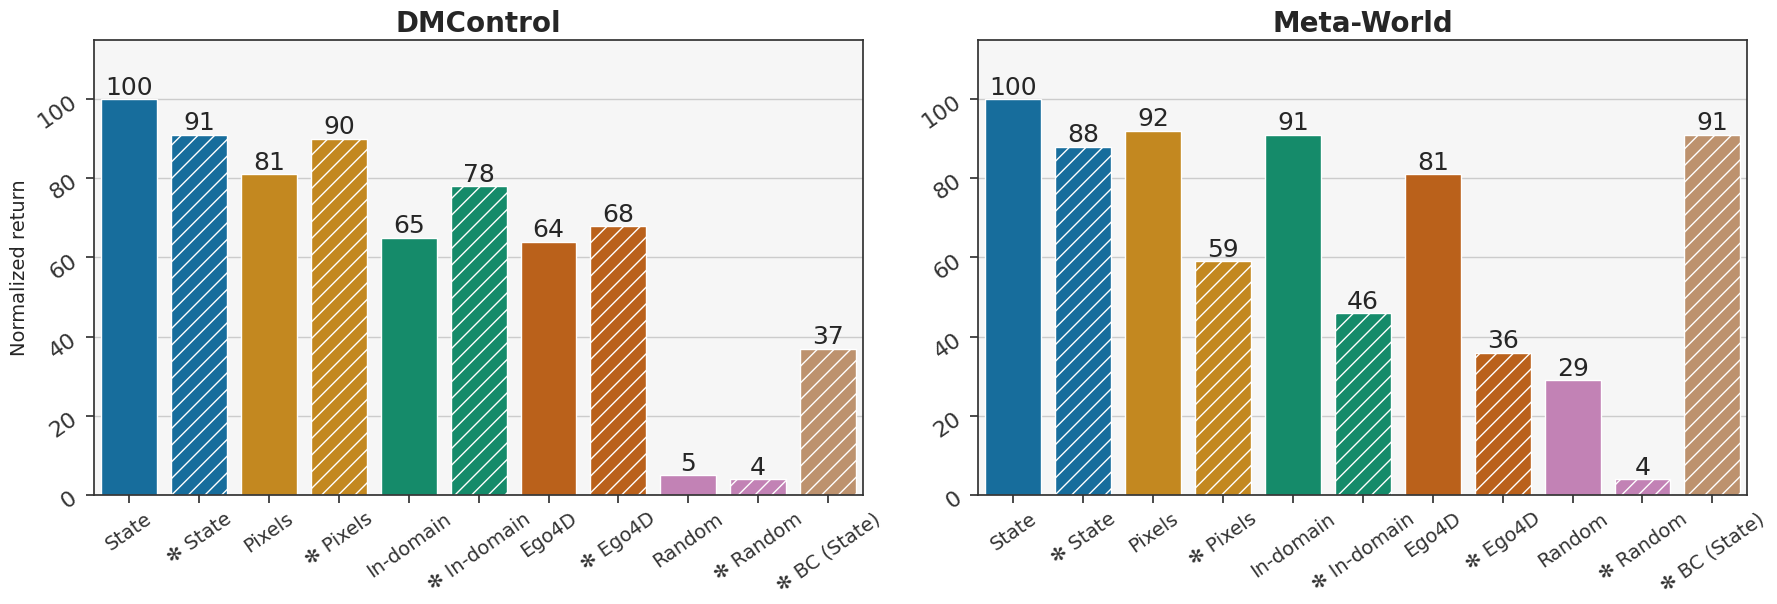 DMControl
Normalized return
100
80
60
40
20
0
100
91
81
90
65
78
64
68
5
4
37
State
✻ State
Pixels
✻ Pixels
In-domain
✻ In-domain
Ego4D
✻ Ego4D
Random
✻ Random
✻ BC (State)
Meta-World
100
80
60
40
20
0
100
88
92
59
91
46
81
36
29
4
91
State
✻ State
Pixels
✻ Pixels
In-domain
✻ In-domain
Ego4D
✻ Ego4D
Random
✻ Random
✻ BC (State)